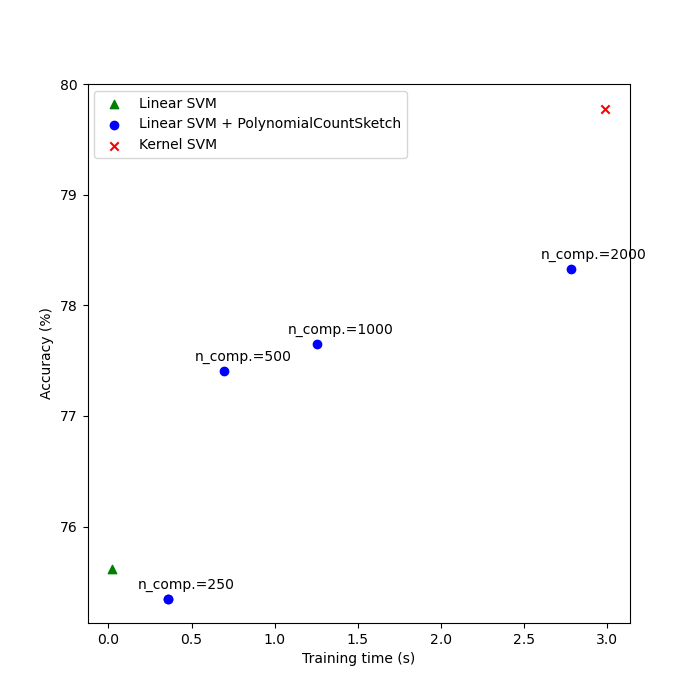 80
79
78
77
76
Accuracy (%)
Linear SVM
Linear SVM + PolynomialCountSketch
Kernel SVM
n_comp.=2000
n_comp.=1000
n_comp.=500
n_comp.=250
0.0 0.5 1.0 1.5 2.0 2.5 3.0
Training time (s)